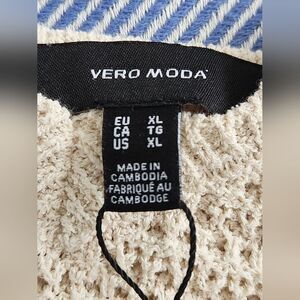 VERO MODA
EU XL
CA TG
US XL
MADE IN
CAMBODIA
FABRIQUÉ AU
CAMBODGE